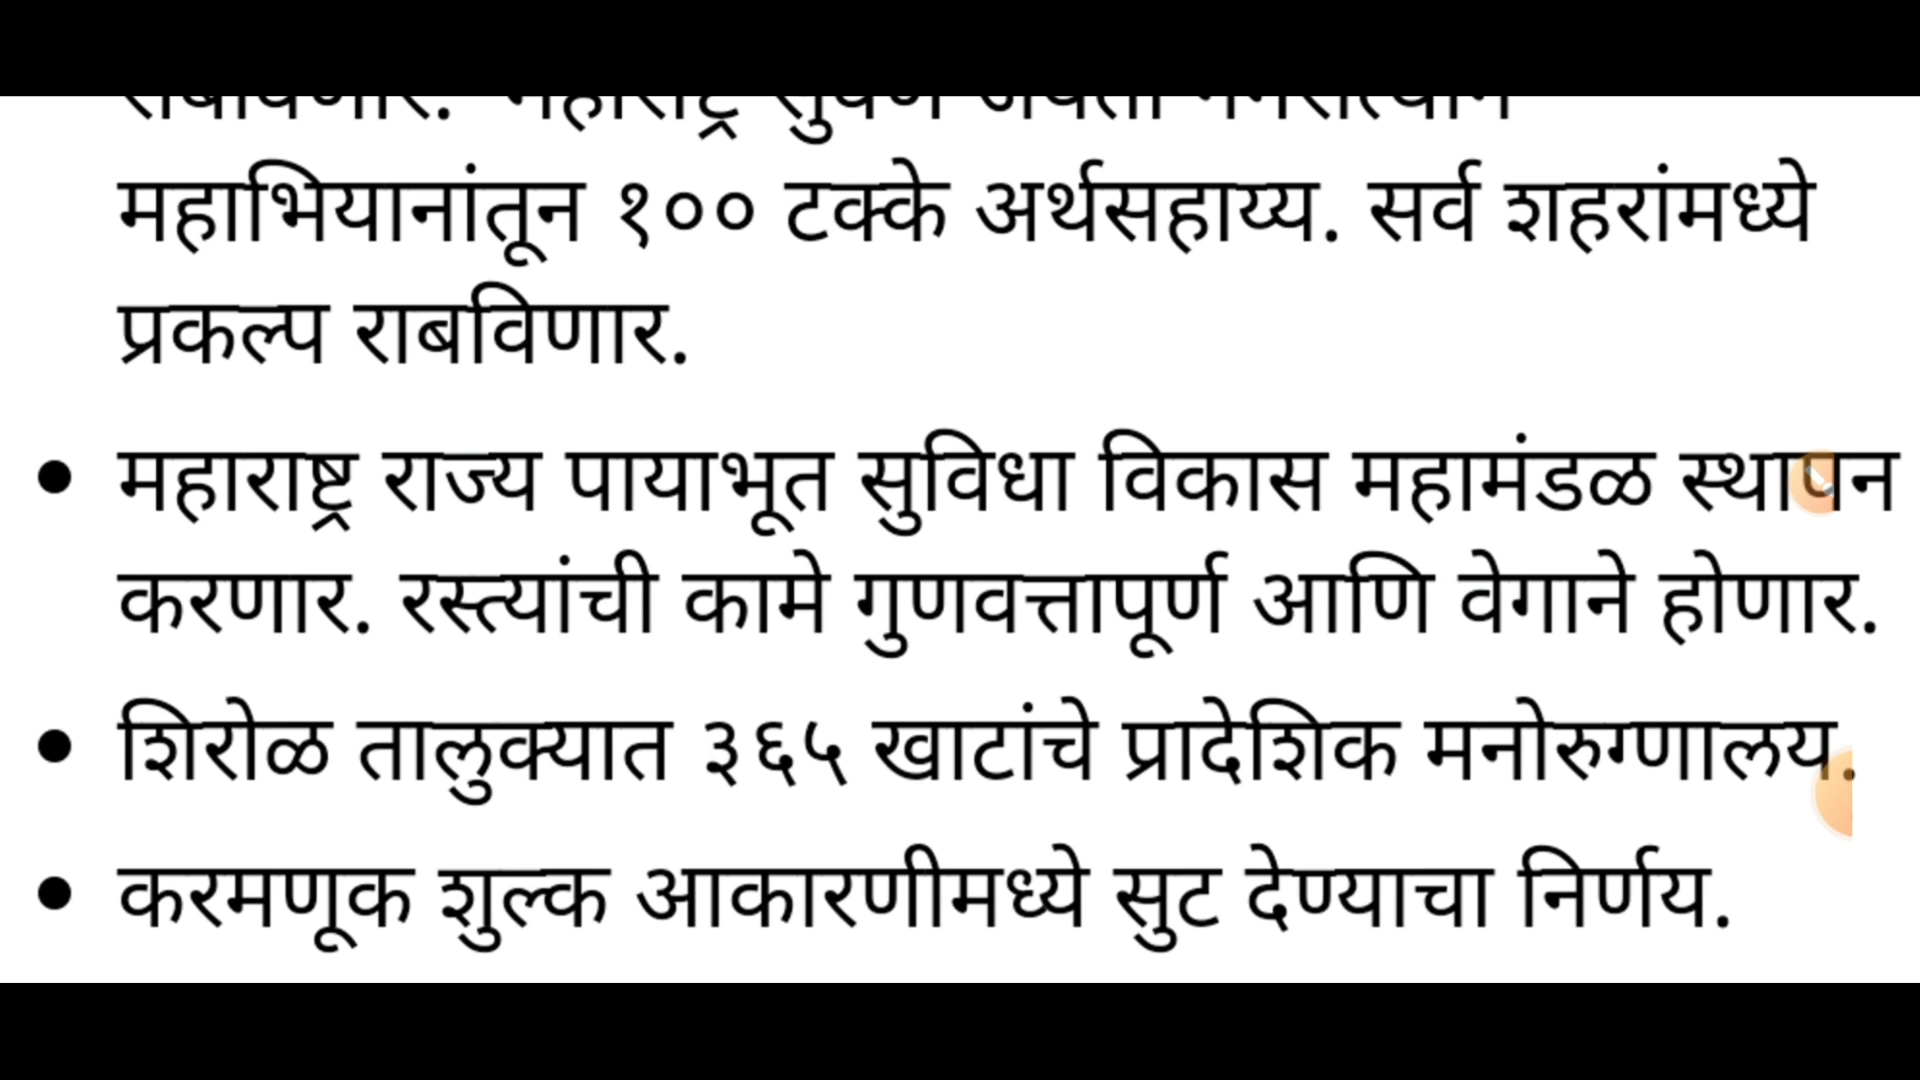 महाभियानांतून १०० टक्के अर्थसहाय्य. सर्व शहरांमध्ये
प्रकल्प राबविणार.
• महाराष्ट्र राज्य पायाभूत सुविधा विकास महामंडळ स्थापन
करणार. रस्त्यांची कामे गुणवत्तापूर्ण आणि वेगाने होणार.
• शिरोळ तालुक्यात ३६५ खाटांचे प्रादेशिक मनोरुग्णालय.
• करमणूक शुल्क आकारणीमध्ये सुट देण्याचा निर्णय.